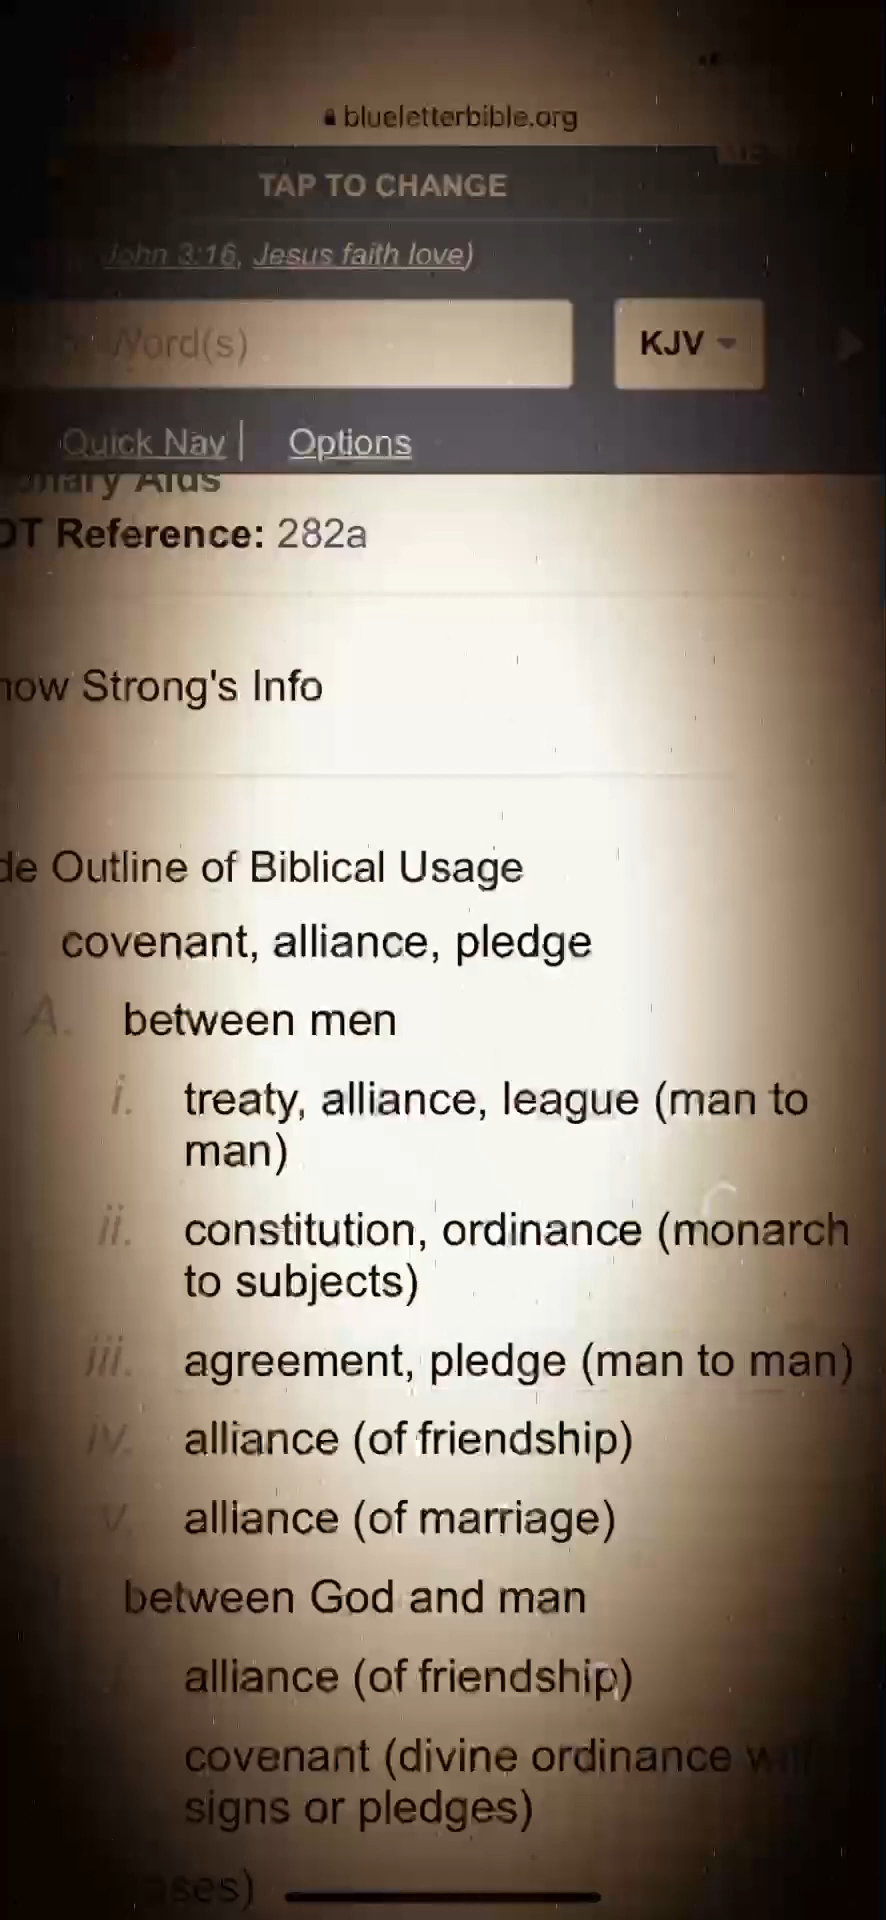 blueletterbible.org
TAP TO CHANGE
John 3:16, Jesus faith love)
Word(s)
KJV
Quick Nav | Options
Aids
OT Reference: 282a
Strong's Info
Outline of Biblical Usage
covenant, alliance, pledge
A. between men
i. treaty, alliance, league (man to
man)
ii. constitution, ordinance (monarch
to subjects)
iii. agreement, pledge (man to man)
iv. alliance (of friendship)
v. alliance (of marriage)
between God and man
alliance (of friendship)
covenant (divine ordinance
signs or pledges)